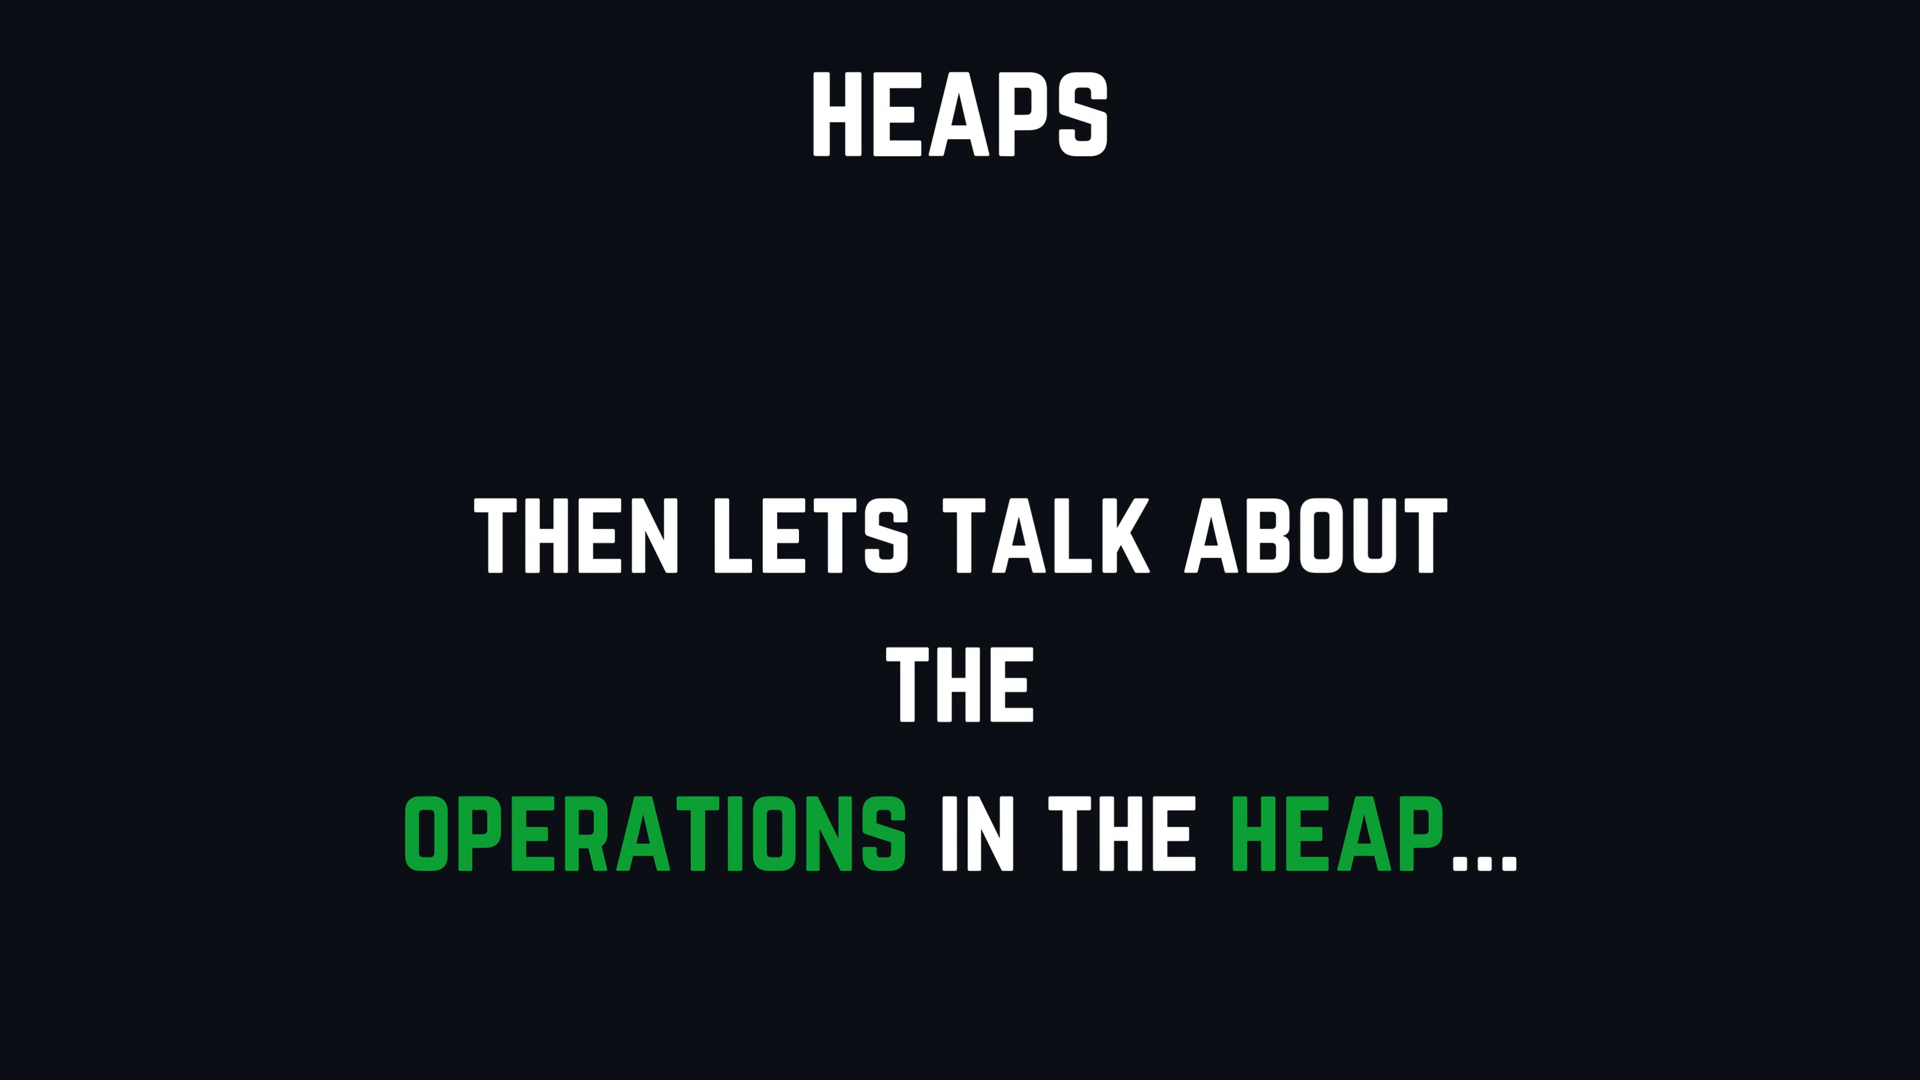 HEAPS
THEN LETS TALK ABOUT
THE
OPERATIONS IN THE HEAP...